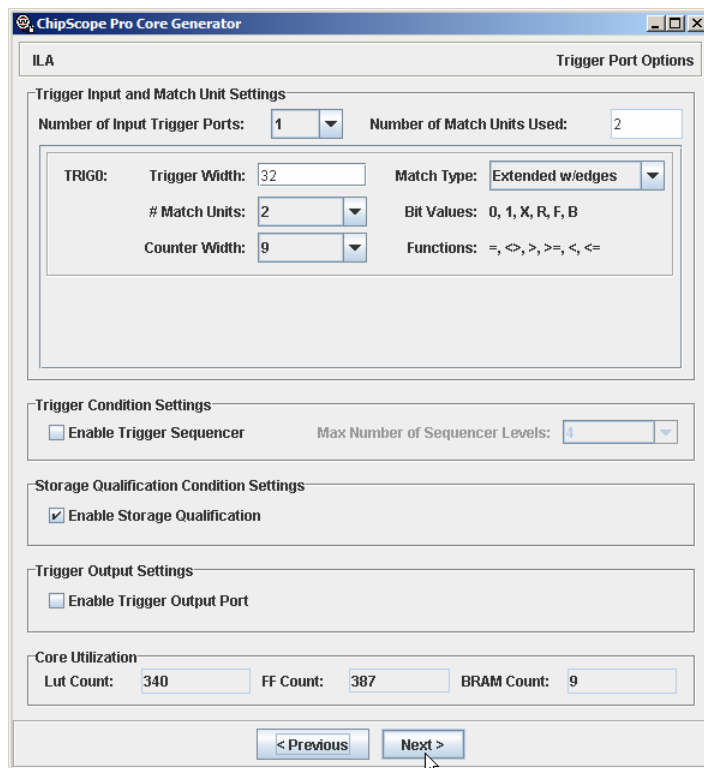 ChipScope Pro Core Generator
ILA Trigger Port Options
Trigger Input and Match Unit Settings
Number of Input Trigger Ports: 1 Number of Match Units Used: 2
TRIG0: Trigger Width: 32 Match Type: Extended w/edges
# Match Units: 2 Bit Values: 0, 1, X, R, F, B
Counter Width: 9 Functions: =, <>, >, >=, <, <=
Trigger Condition Settings
Enable Trigger Sequencer Max Number of Sequencer Levels: 4
Storage Qualification Condition Settings
Enable Storage Qualification
Trigger Output Settings
Enable Trigger Output Port
Core Utilization
Lut Count: 340 FF Count: 387 BRAM Count: 9
< Previous Next >